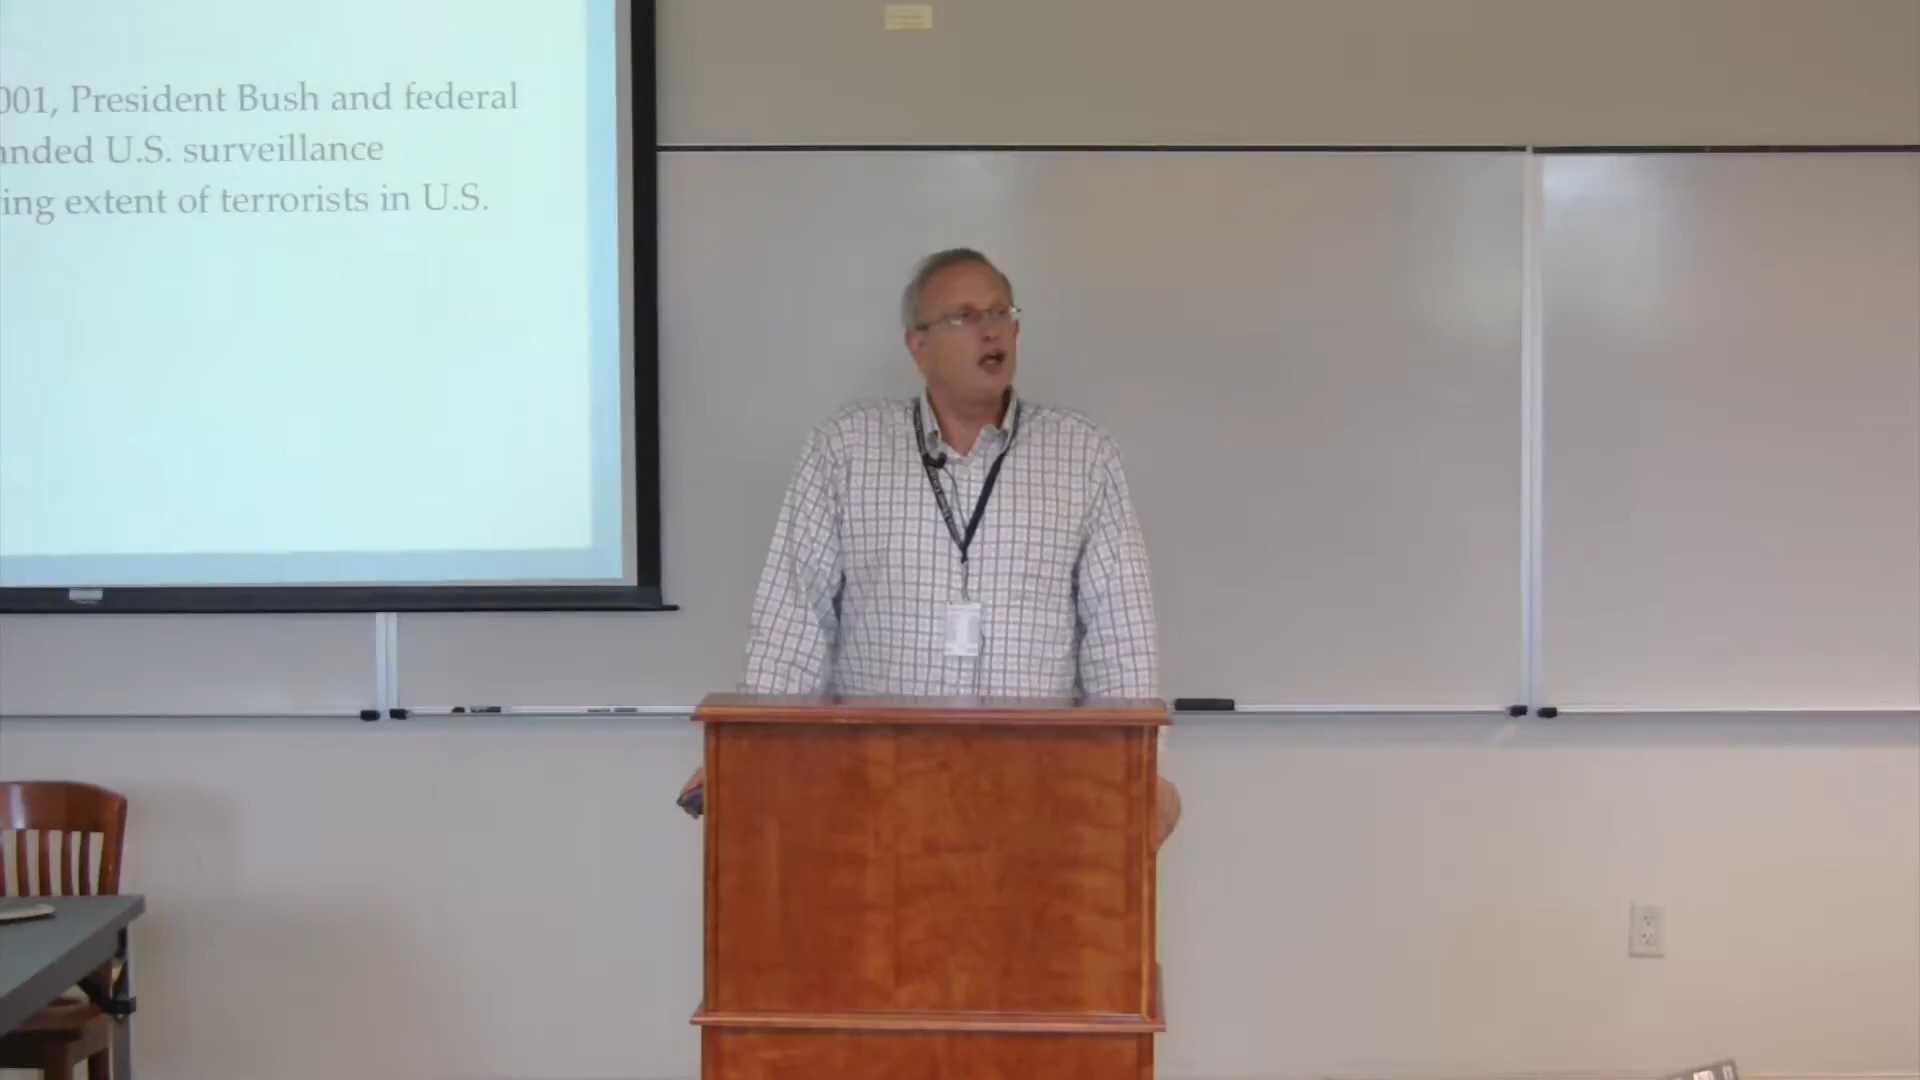 001, President Bush and federal
anded U.S. surveillance
ing extent of terrorists in U.S.